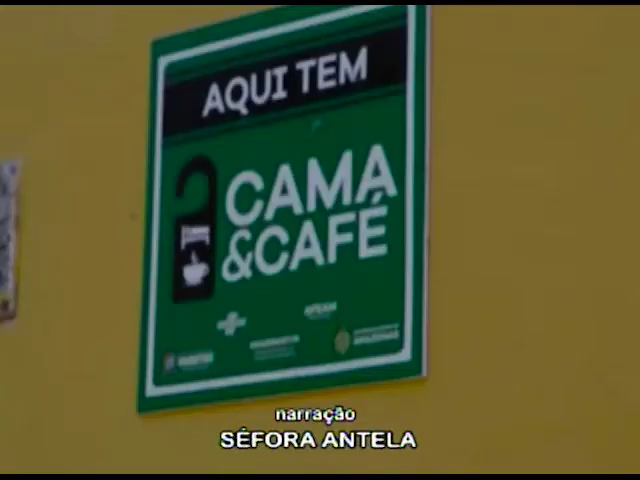 AQUI TEM
CAMA
&CAFÉ
narração
SÉFORA ANTELA